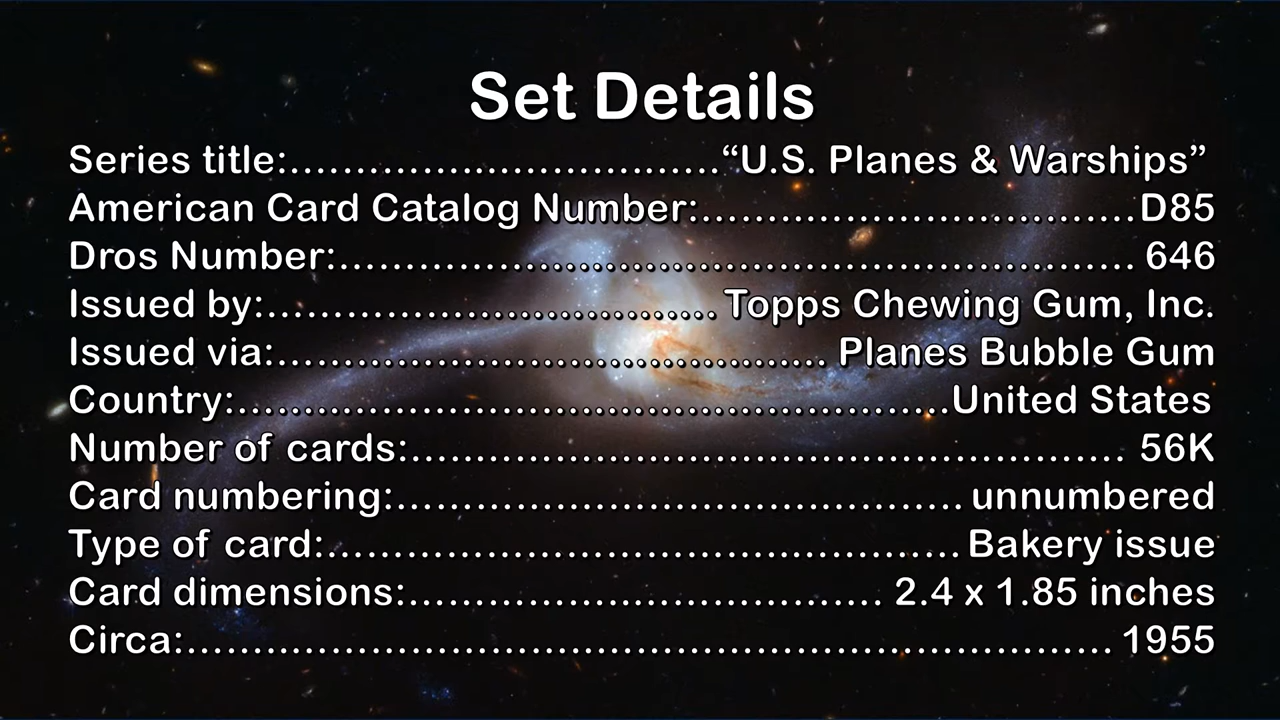 Set Details
Series title:..................................“U.S. Planes & Warships”
American Card Catalog Number:..................................D85
Dros Number:.............................................................. 646
Issued by:................................... Topps Chewing Gum, Inc.
Issued via:.......................................... Planes Bubble Gum
Country:.......................................................United States
Number of cards:....................................................... 56K
Card numbering:............................................ unnumbered
Type of card:................................................. Bakery issue
Card dimensions:..................................... 2.4 x 1.85 inches
Circa:........................................................................ 1955